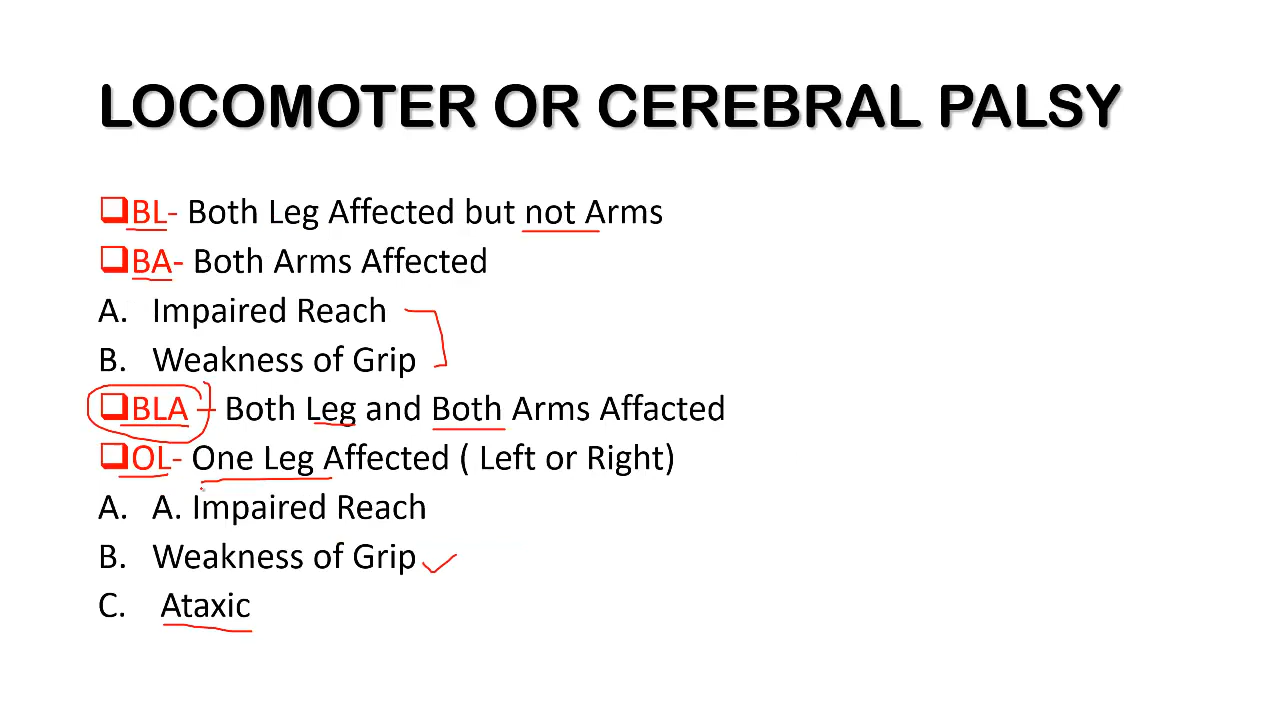 LOCOMOTER OR CEREBRAL PALSY
BL- Both Leg Affected but not Arms
BA- Both Arms Affected
A. Impaired Reach
B. Weakness of Grip
BLA – Both Leg and Both Arms Affacted
OL- One Leg Affected ( Left or Right)
A. A. Impaired Reach
B. Weakness of Grip
C. Ataxic